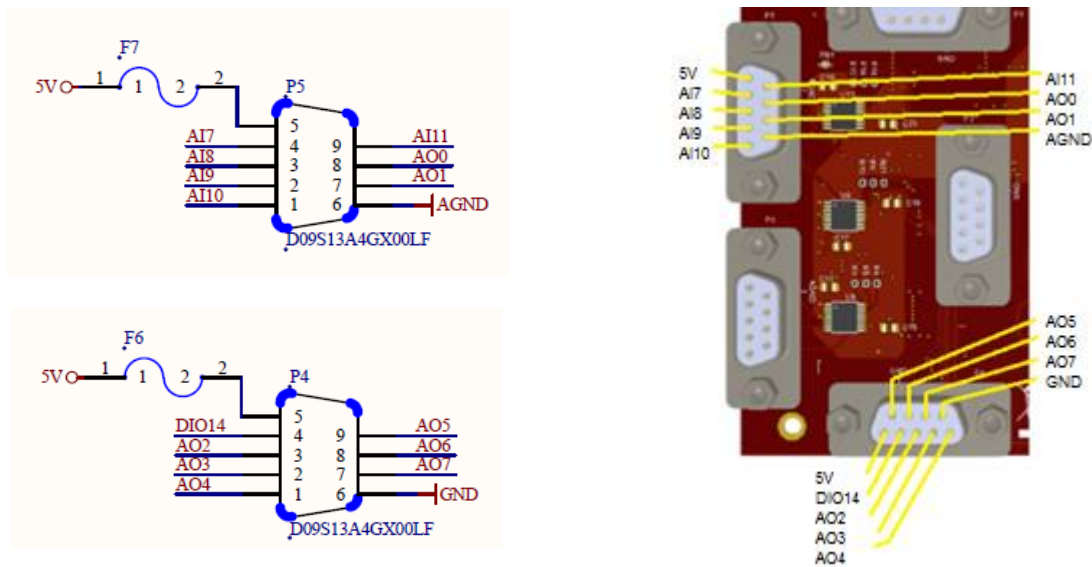 F7
5V 1 1 2 2
P5
5
AI7 4 9 AI11
AI8 3 8 AO0
AI9 2 7 AO1
AI10 1 6 AGND
D09S13A4GX00LF
F6
5V 1 1 2 2
P4
5
DIO14 4 9 AO5
AO2 3 8 AO6
AO3 2 7 AO7
AO4 1 6 GND
D09S13A4GX00LF
5V
AI7
AI8
AI9
AI10
AI11
AO0
AO1
AGND
AO5
AO6
AO7
GND
5V
DIO14
AO2
AO3
AO4